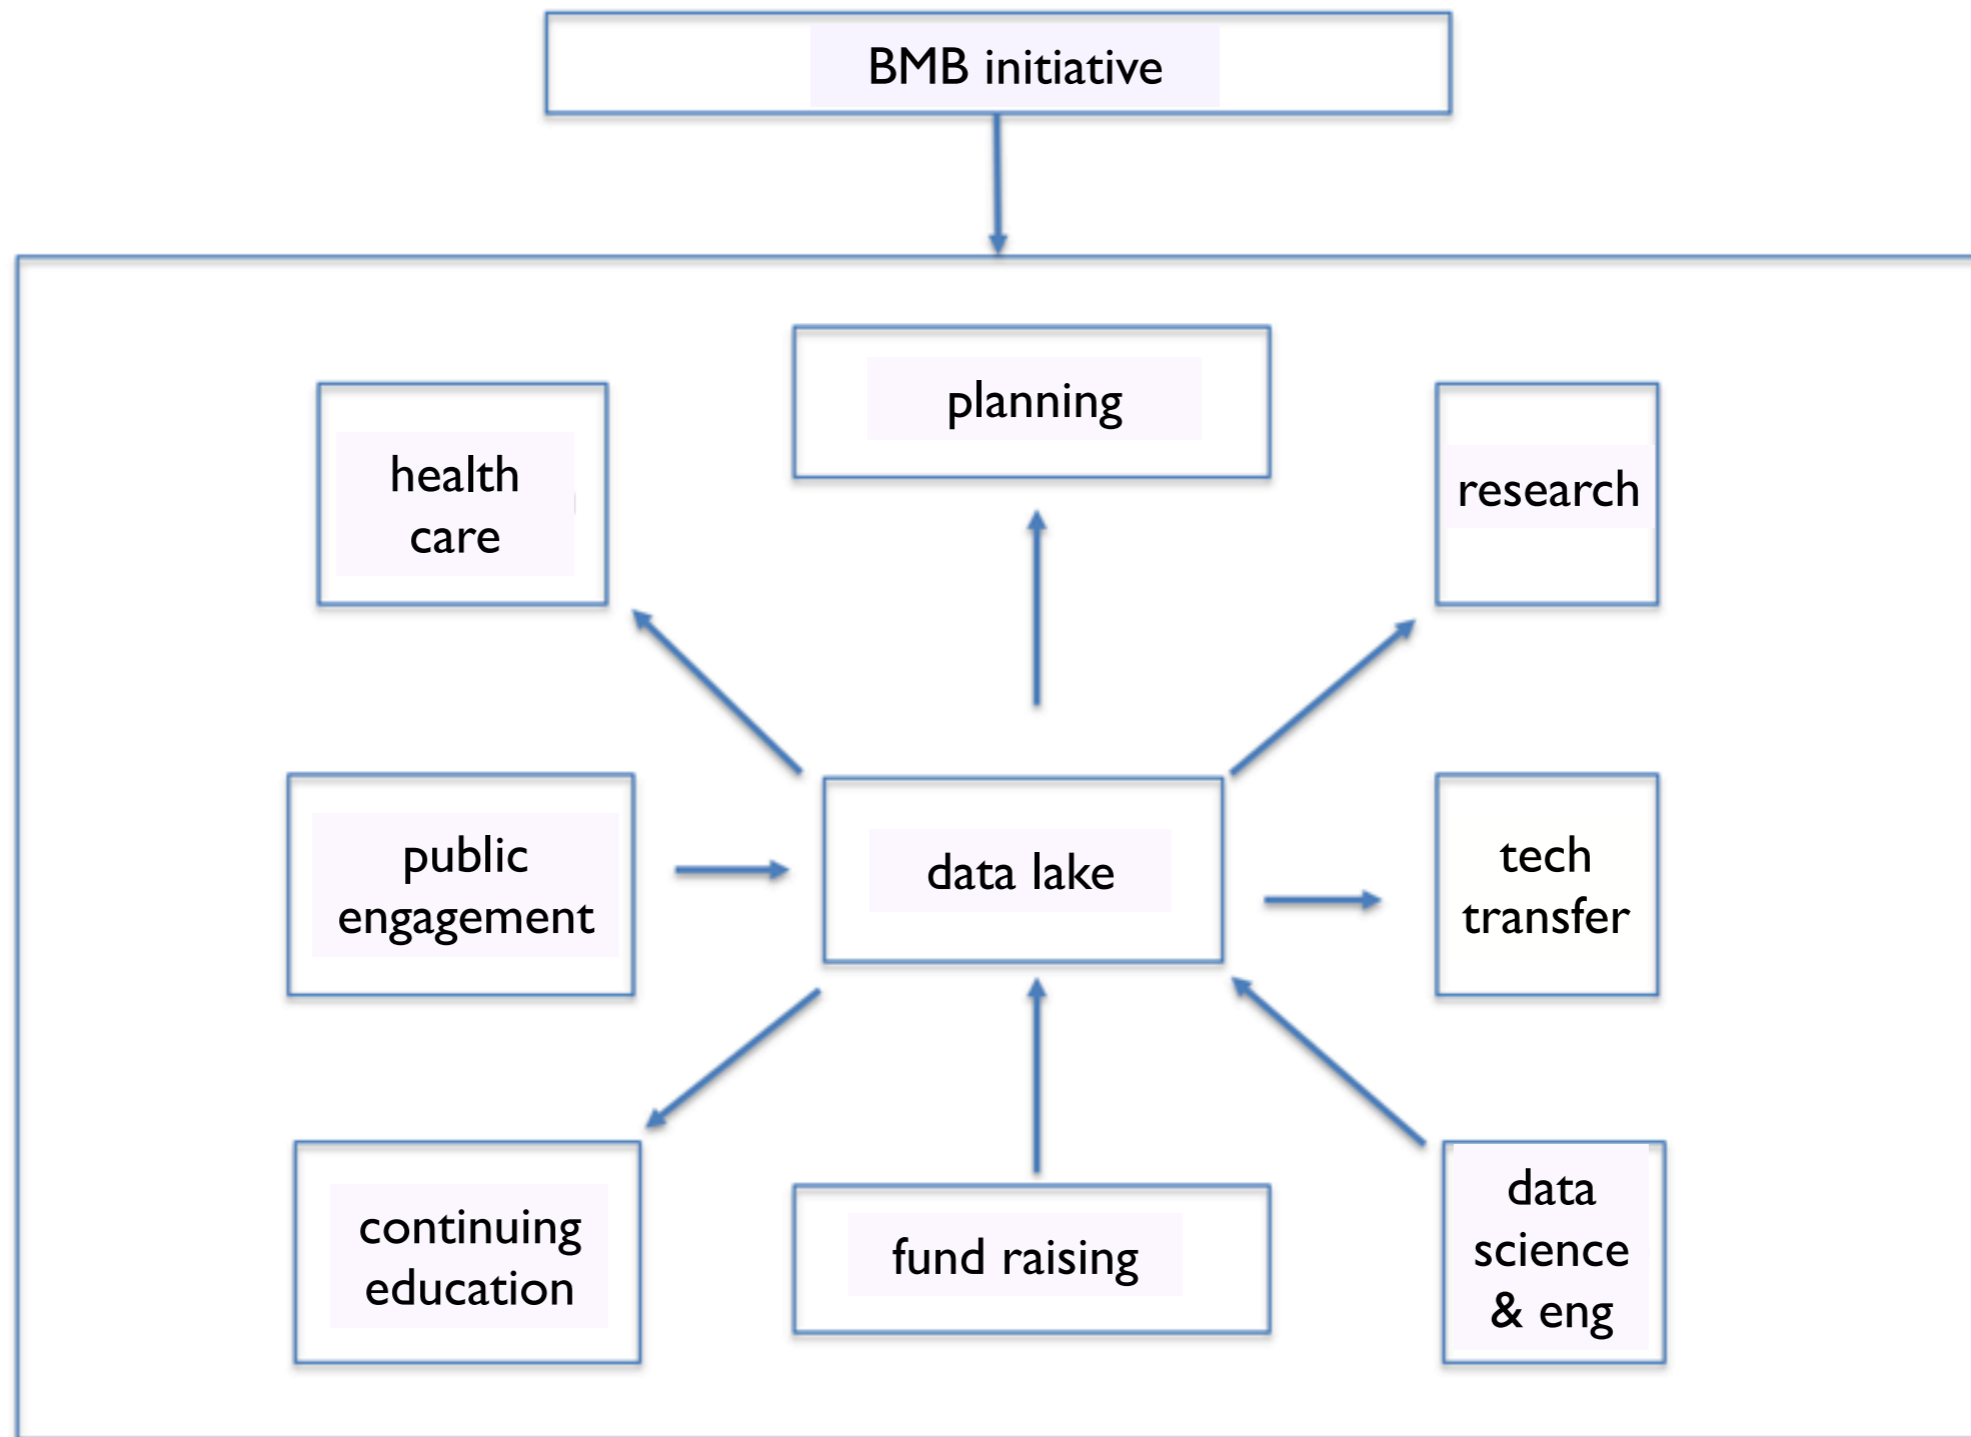 BMB initiative
planning
health
care
research
public
engagement
data lake
tech
transfer
continuing
education
fund raising
data
science
& eng